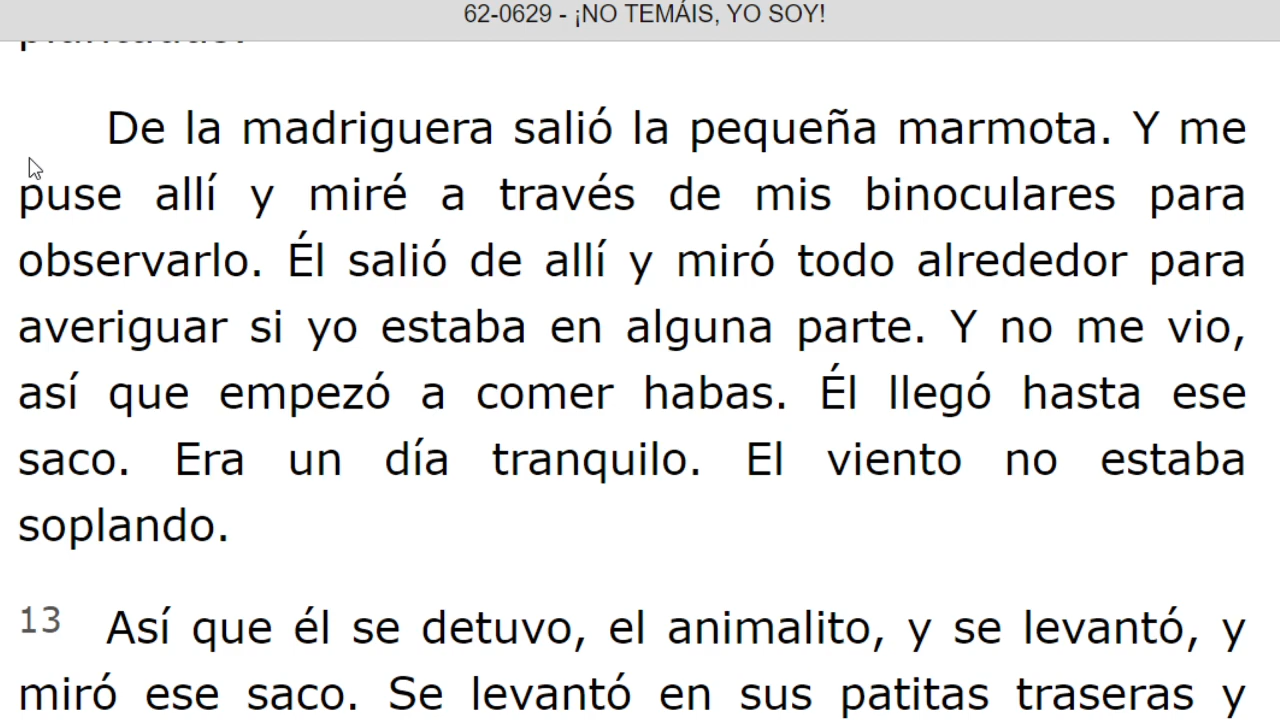 62-0629 - ¡NO TEMÁIS, YO SOY!
De la madriguera salió la pequeña marmota. Y me
puse allí y miré a través de mis binoculares para
observarlo. Él salió de allí y miró todo alrededor para
averiguar si yo estaba en alguna parte. Y no me vio,
así que empezó a comer habas. Él llegó hasta ese
saco. Era un día tranquilo. El viento no estaba
soplando.
13 Así que él se detuvo, el animalito, y se levantó, y
miró ese saco. Se levantó en sus patitas traseras y